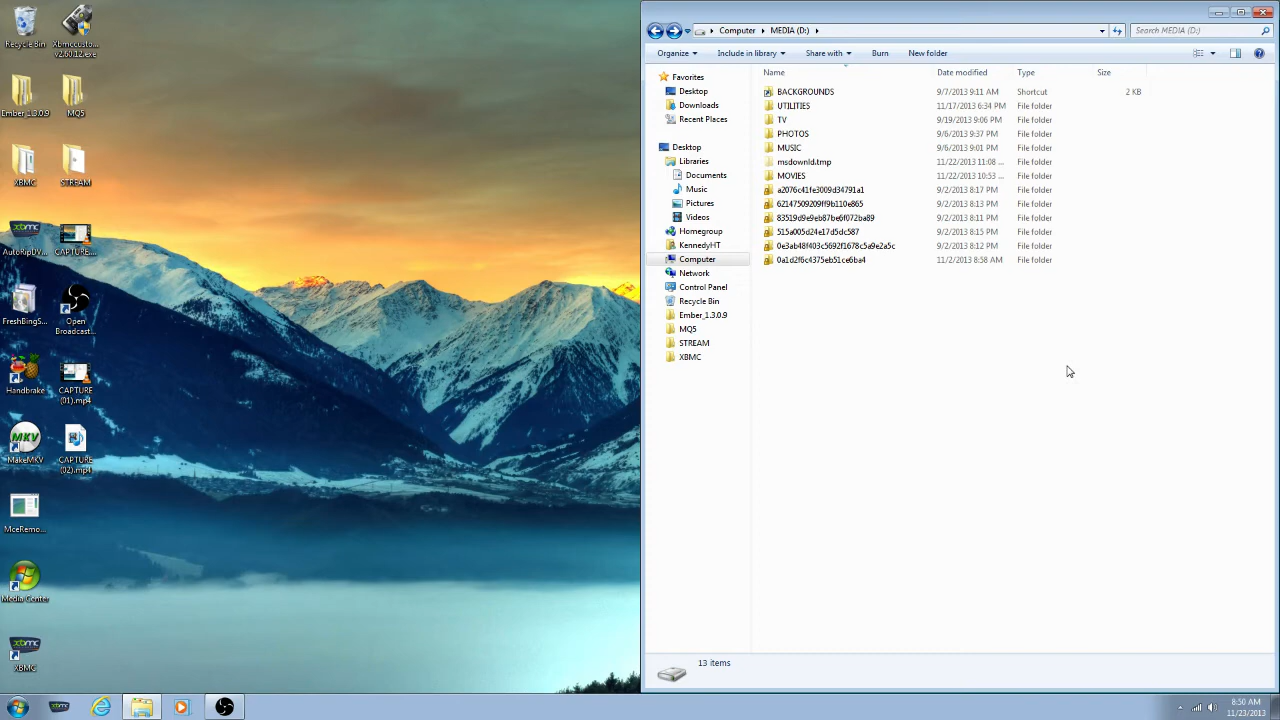 Recycle Bin
Xbmccusto...
v2.60.12.exe
Ember_1.3.0.9
MQ5
XBMC
STREAM
AutoRipDV...
CAPTURE...
FreshBingS...
Open
Broadcast...
Handbrake
CAPTURE
(01).mp4
MakeMKV
CAPTURE
(02).mp4
MceRemo...
Media Center
XBMC
Computer
MEDIA (D:)
Search MEDIA (D:)
Organize
Include in library
Share with
Burn
New folder
Favorites
Desktop
Downloads
Recent Places
Desktop
Libraries
Documents
Music
Pictures
Videos
Homegroup
KennedyHT
Computer
Network
Control Panel
Recycle Bin
Ember_1.3.0.9
MQ5
STREAM
XBMC
Name Date modified Type Size
BACKGROUNDS 9/7/2013 9:11 AM Shortcut 2 KB
UTILITIES 11/17/2013 6:34 PM File folder
TV 9/19/2013 9:06 PM File folder
PHOTOS 9/6/2013 9:37 PM File folder
MUSIC 9/6/2013 9:01 PM File folder
msdownld.tmp 11/22/2013 11:08 ... File folder
MOVIES 11/22/2013 10:53 ... File folder
a2076c41fe3009d34791a1 9/2/2013 8:17 PM File folder
62147509209ff9b110e865 9/2/2013 8:13 PM File folder
83519d9e9eb87be6f072ba89 9/2/2013 8:11 PM File folder
515a005d24e17d5dc587 9/2/2013 8:15 PM File folder
0e3ab48f403c5692f1678c5a9e2a5c 9/2/2013 8:12 PM File folder
0a1d2f6c4375eb51ce6ba4 11/2/2013 8:58 AM File folder
13 items
8:50 AM
11/23/2013